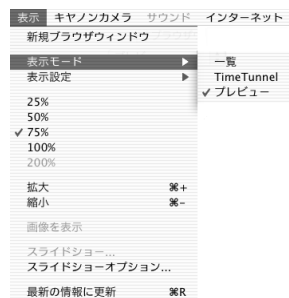 表示 キヤノンカメラ サウンド インターネット
新規ブラウザウィンドウ
表示モード ▶
一覧
表示設定 ▶
TimeTunnel
✓ プレビュー
25%
50%
✓ 75%
100%
200%
拡大 ⌘+
縮小 ⌘-
画像を表示
スライドショー...
スライドショーオプション...
最新の情報に更新 ⌘R